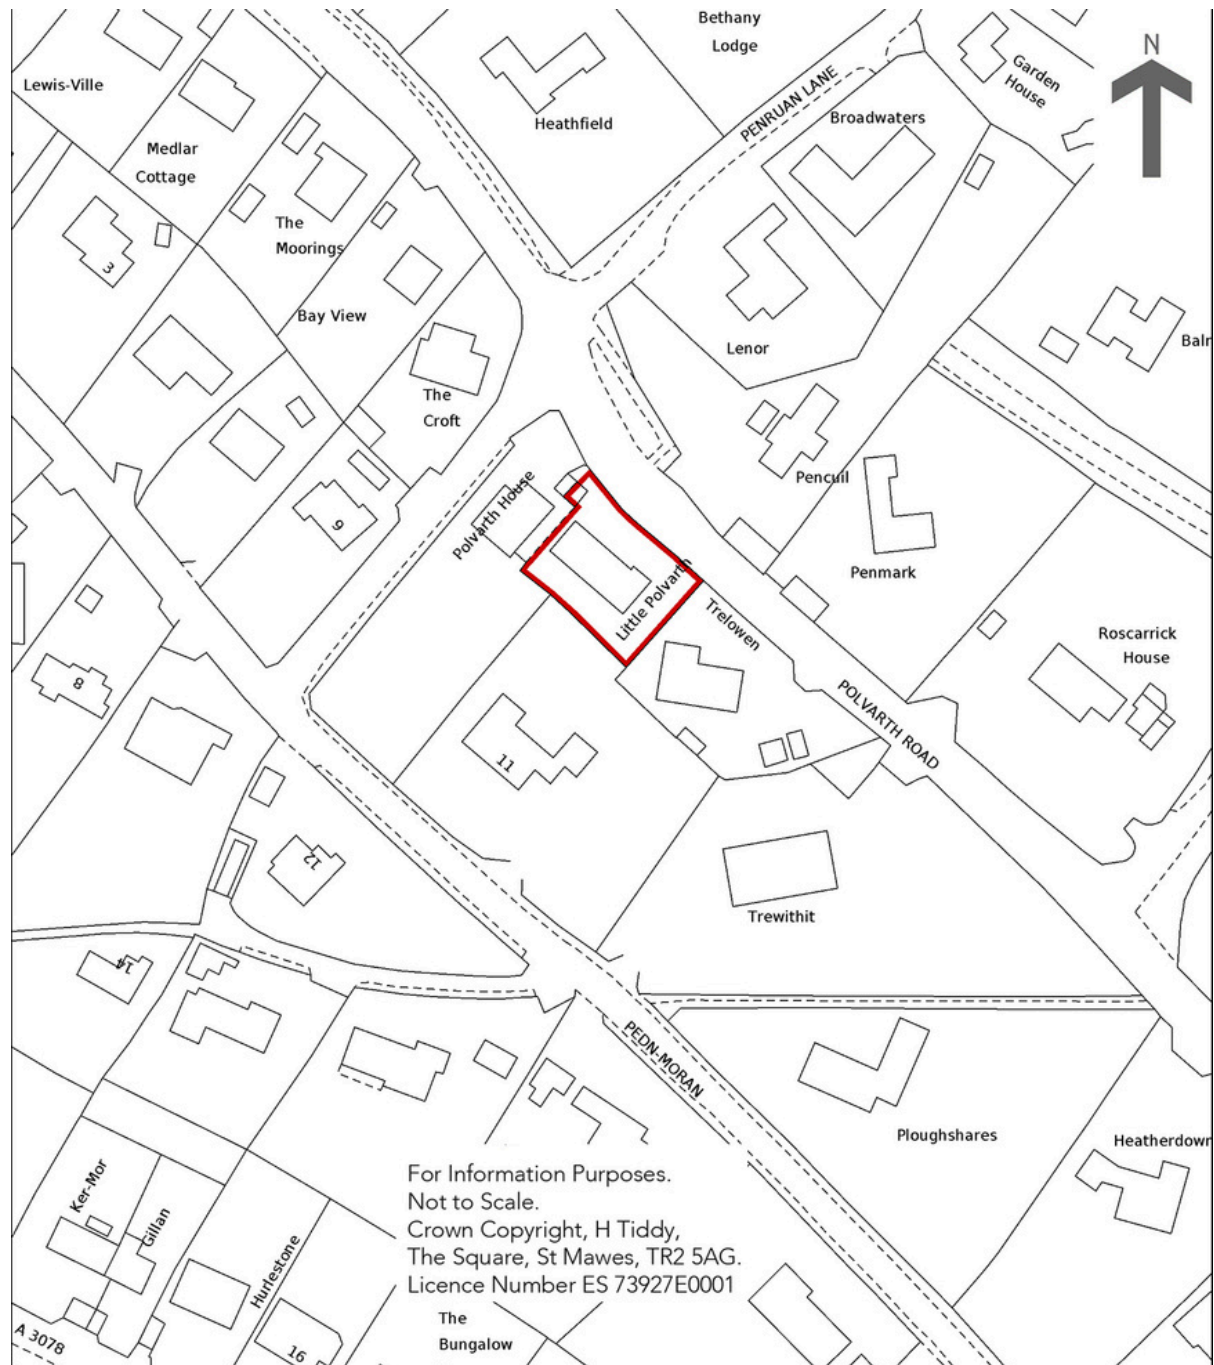 Bethany
Lodge
N
Lewis-Ville
Heathfield
PENRUAN LANE
Garden
House
Broadwaters
Medlar
Cottage
The
Moorings
3
Bay View
Lenor
Balr
The
Croft
Pencuil
Polvarth House
9
Penmark
Little Polvarth
Trelowen
Roscarrick
House
8
POLVARTH ROAD
11
12
Trewithit
14
PEDN-MORAN
Ploughshares
Heatherdown
Ker-Mor
Gillan
Hurlestone
For Information Purposes.
Not to Scale.
Crown Copyright, H Tiddy,
The Square, St Mawes, TR2 5AG.
Licence Number ES 73927E0001
The
Bungalow
A 3078
16